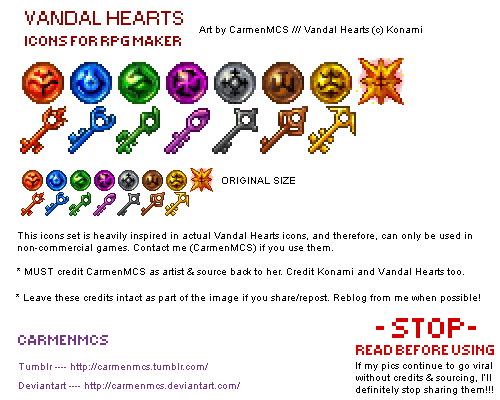 VANDAL HEARTS
ICONS FOR RPG MAKER
Art by CarmenMCS /// Vandal Hearts (c) Konami
ORIGINAL SIZE
This icons set is heavily inspired in actual Vandal Hearts icons, and therefore, can only be used in
non-commercial games. Contact me (CarmenMCS) if you use them.
* MUST credit CarmenMCS as artist & source back to her. Credit Konami and Vandal Hearts too.
* Leave these credits intact as part of the image if you share/repost. Reblog from me when possible!
CARMENMCS
Tumblr ---- http://carmenmcs.tumblr.com/
Deviantart ---- http://carmenmcs.deviantart.com/
- STOP -
READ BEFORE USING
If my pics continue to go viral
without credits & sourcing, I'll
definitely stop sharing them!!!